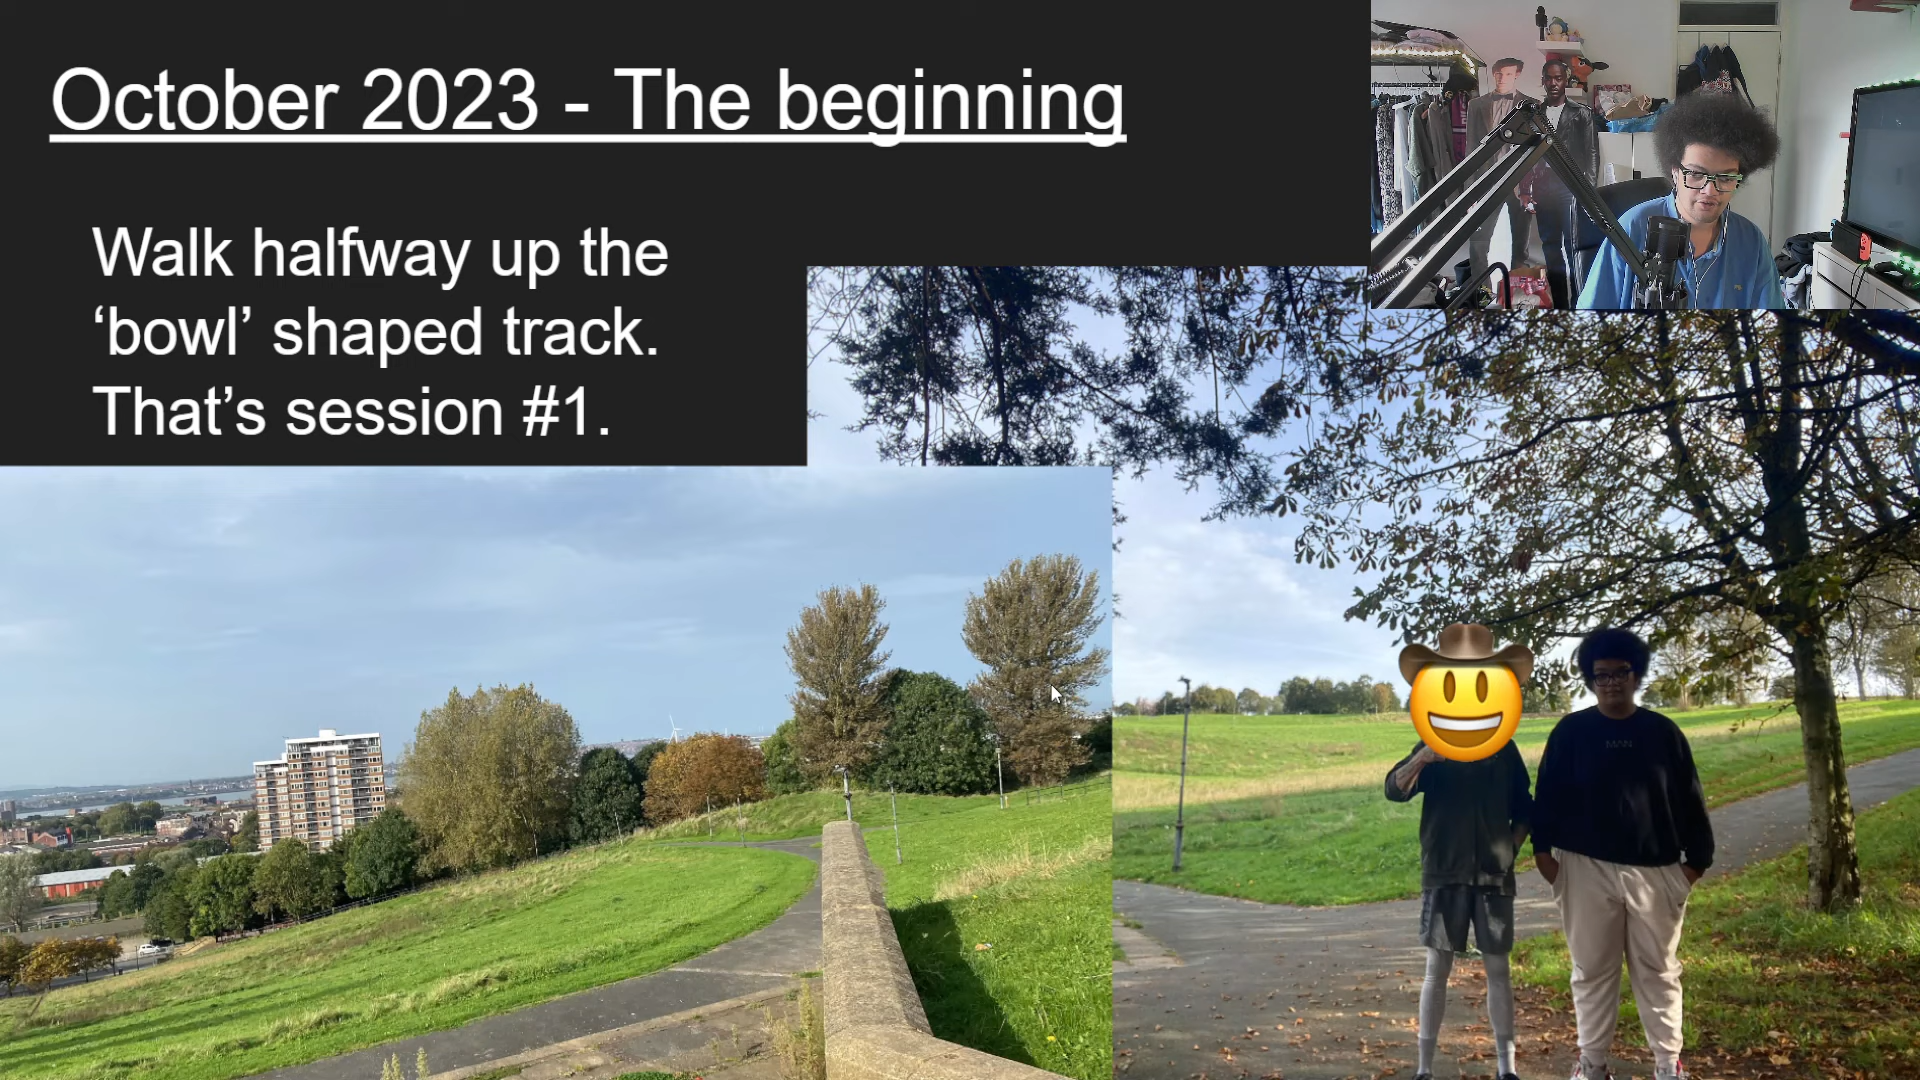 October 2023 - The beginning
Walk halfway up the
‘bowl’ shaped track.
That’s session #1.